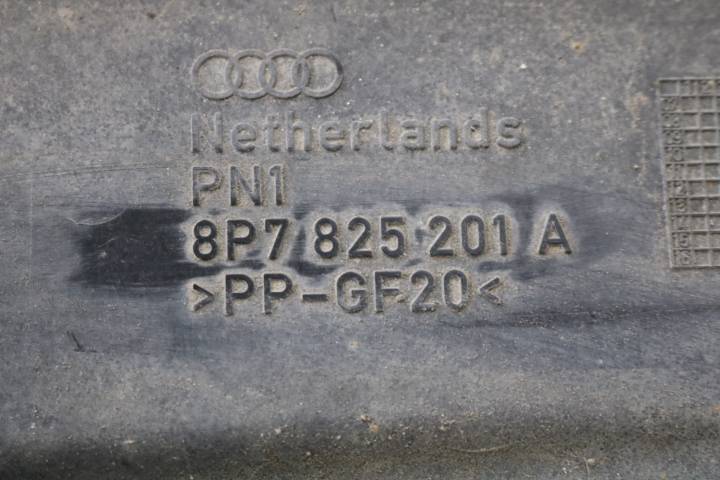 Netherlands
PN1
8P7 825 201 A
>PP-GF20<